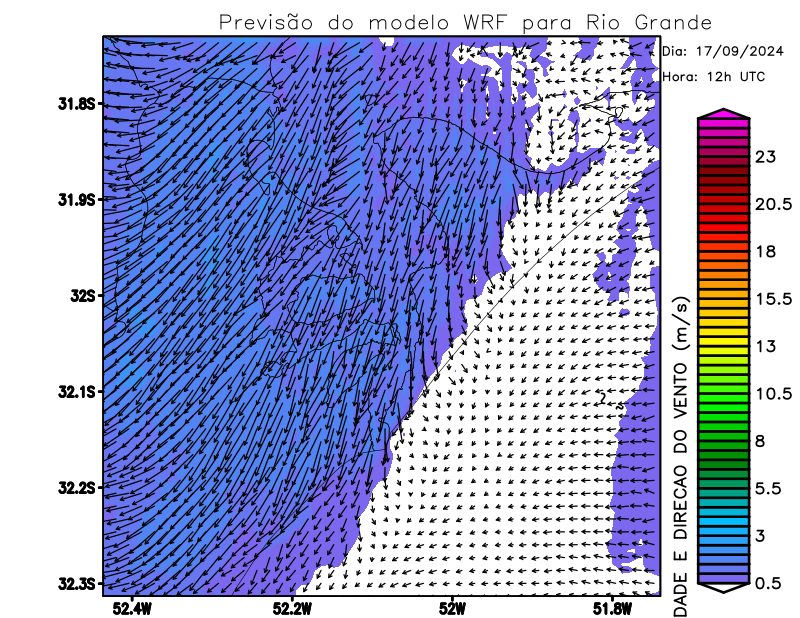 Previsão do modelo WRF para Rio Grande
Dia: 17/09/2024
Hora: 12h UTC
31.8S
31.9S
32S
32.1S
32.2S
32.3S
52.4W
52.2W
52W
51.8W
23
20.5
18
15.5
13
10.5
8
5.5
3
0.5
DADE E DIRECAO DO VENTO (m/s)